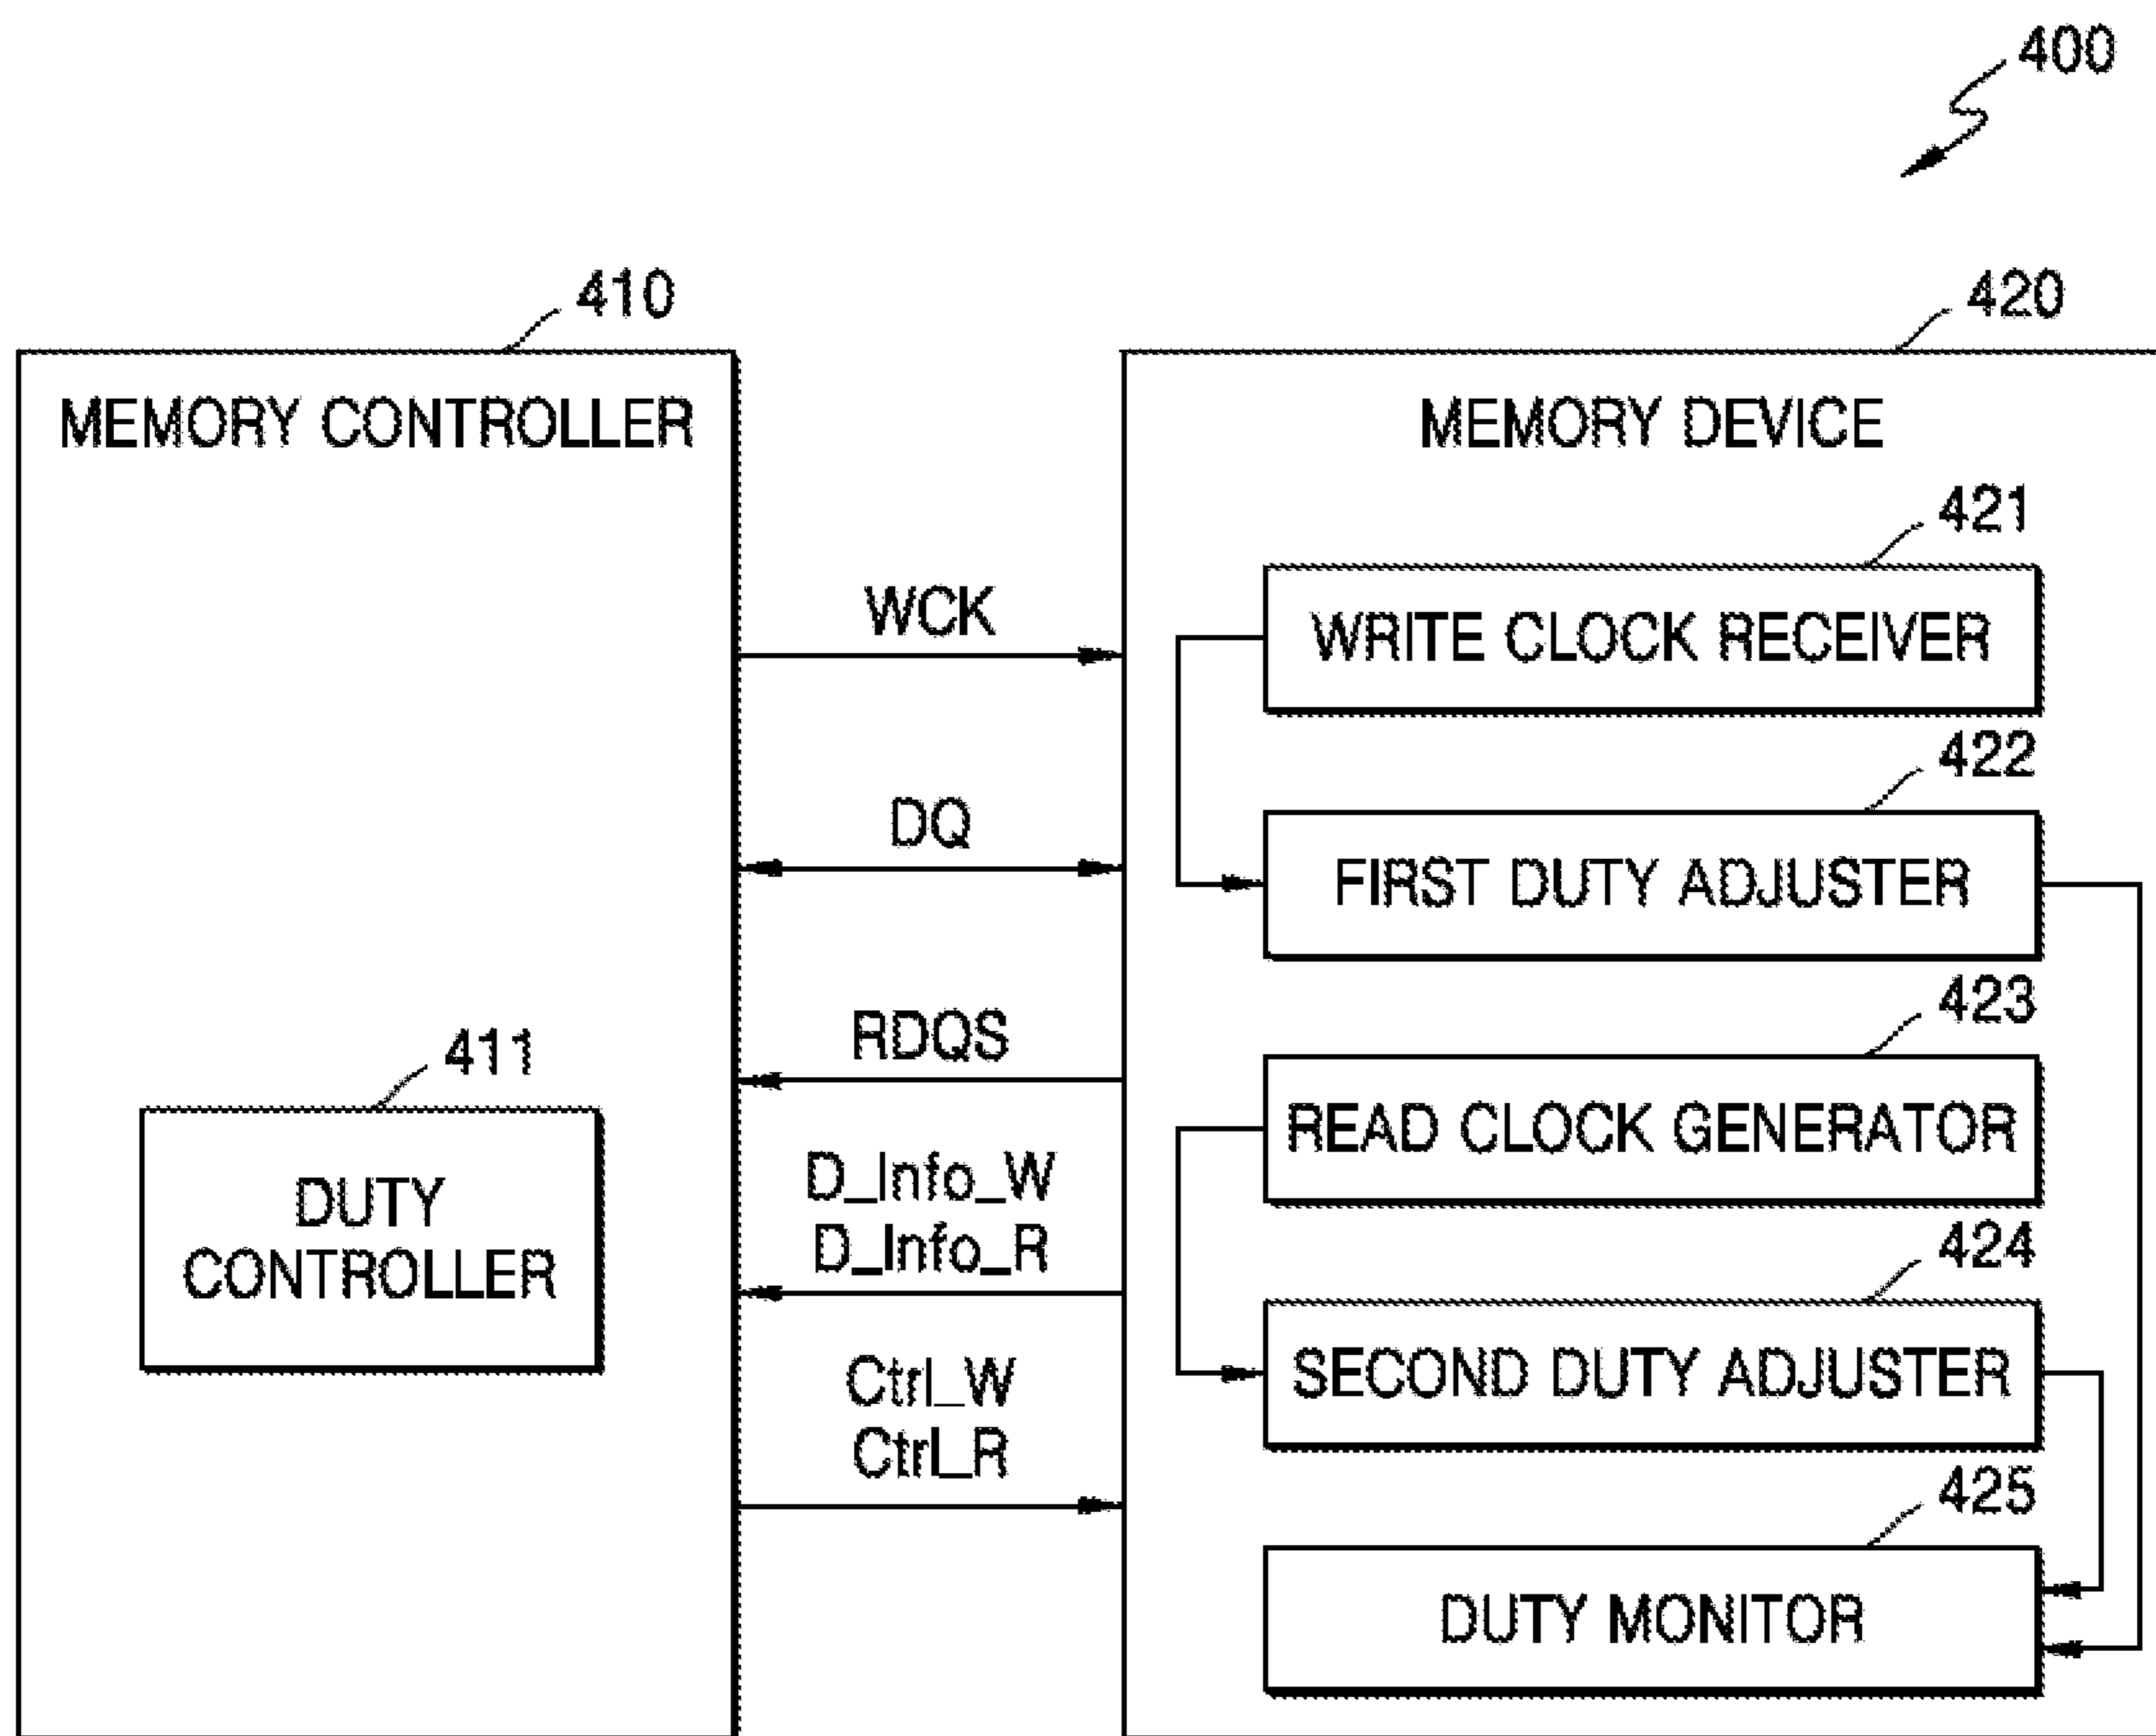 400
410
420
MEMORY CONTROLLER
MEMORY DEVICE
421
WCK
WRITE CLOCK RECEIVER
422
DQ
FIRST DUTY ADJUSTER
423
RDQS
READ CLOCK GENERATOR
411
DUTY
CONTROLLER
D_Info_W
D_Info_R
424
SECOND DUTY ADJUSTER
Ctrl_W
Ctrl_R
425
DUTY MONITOR